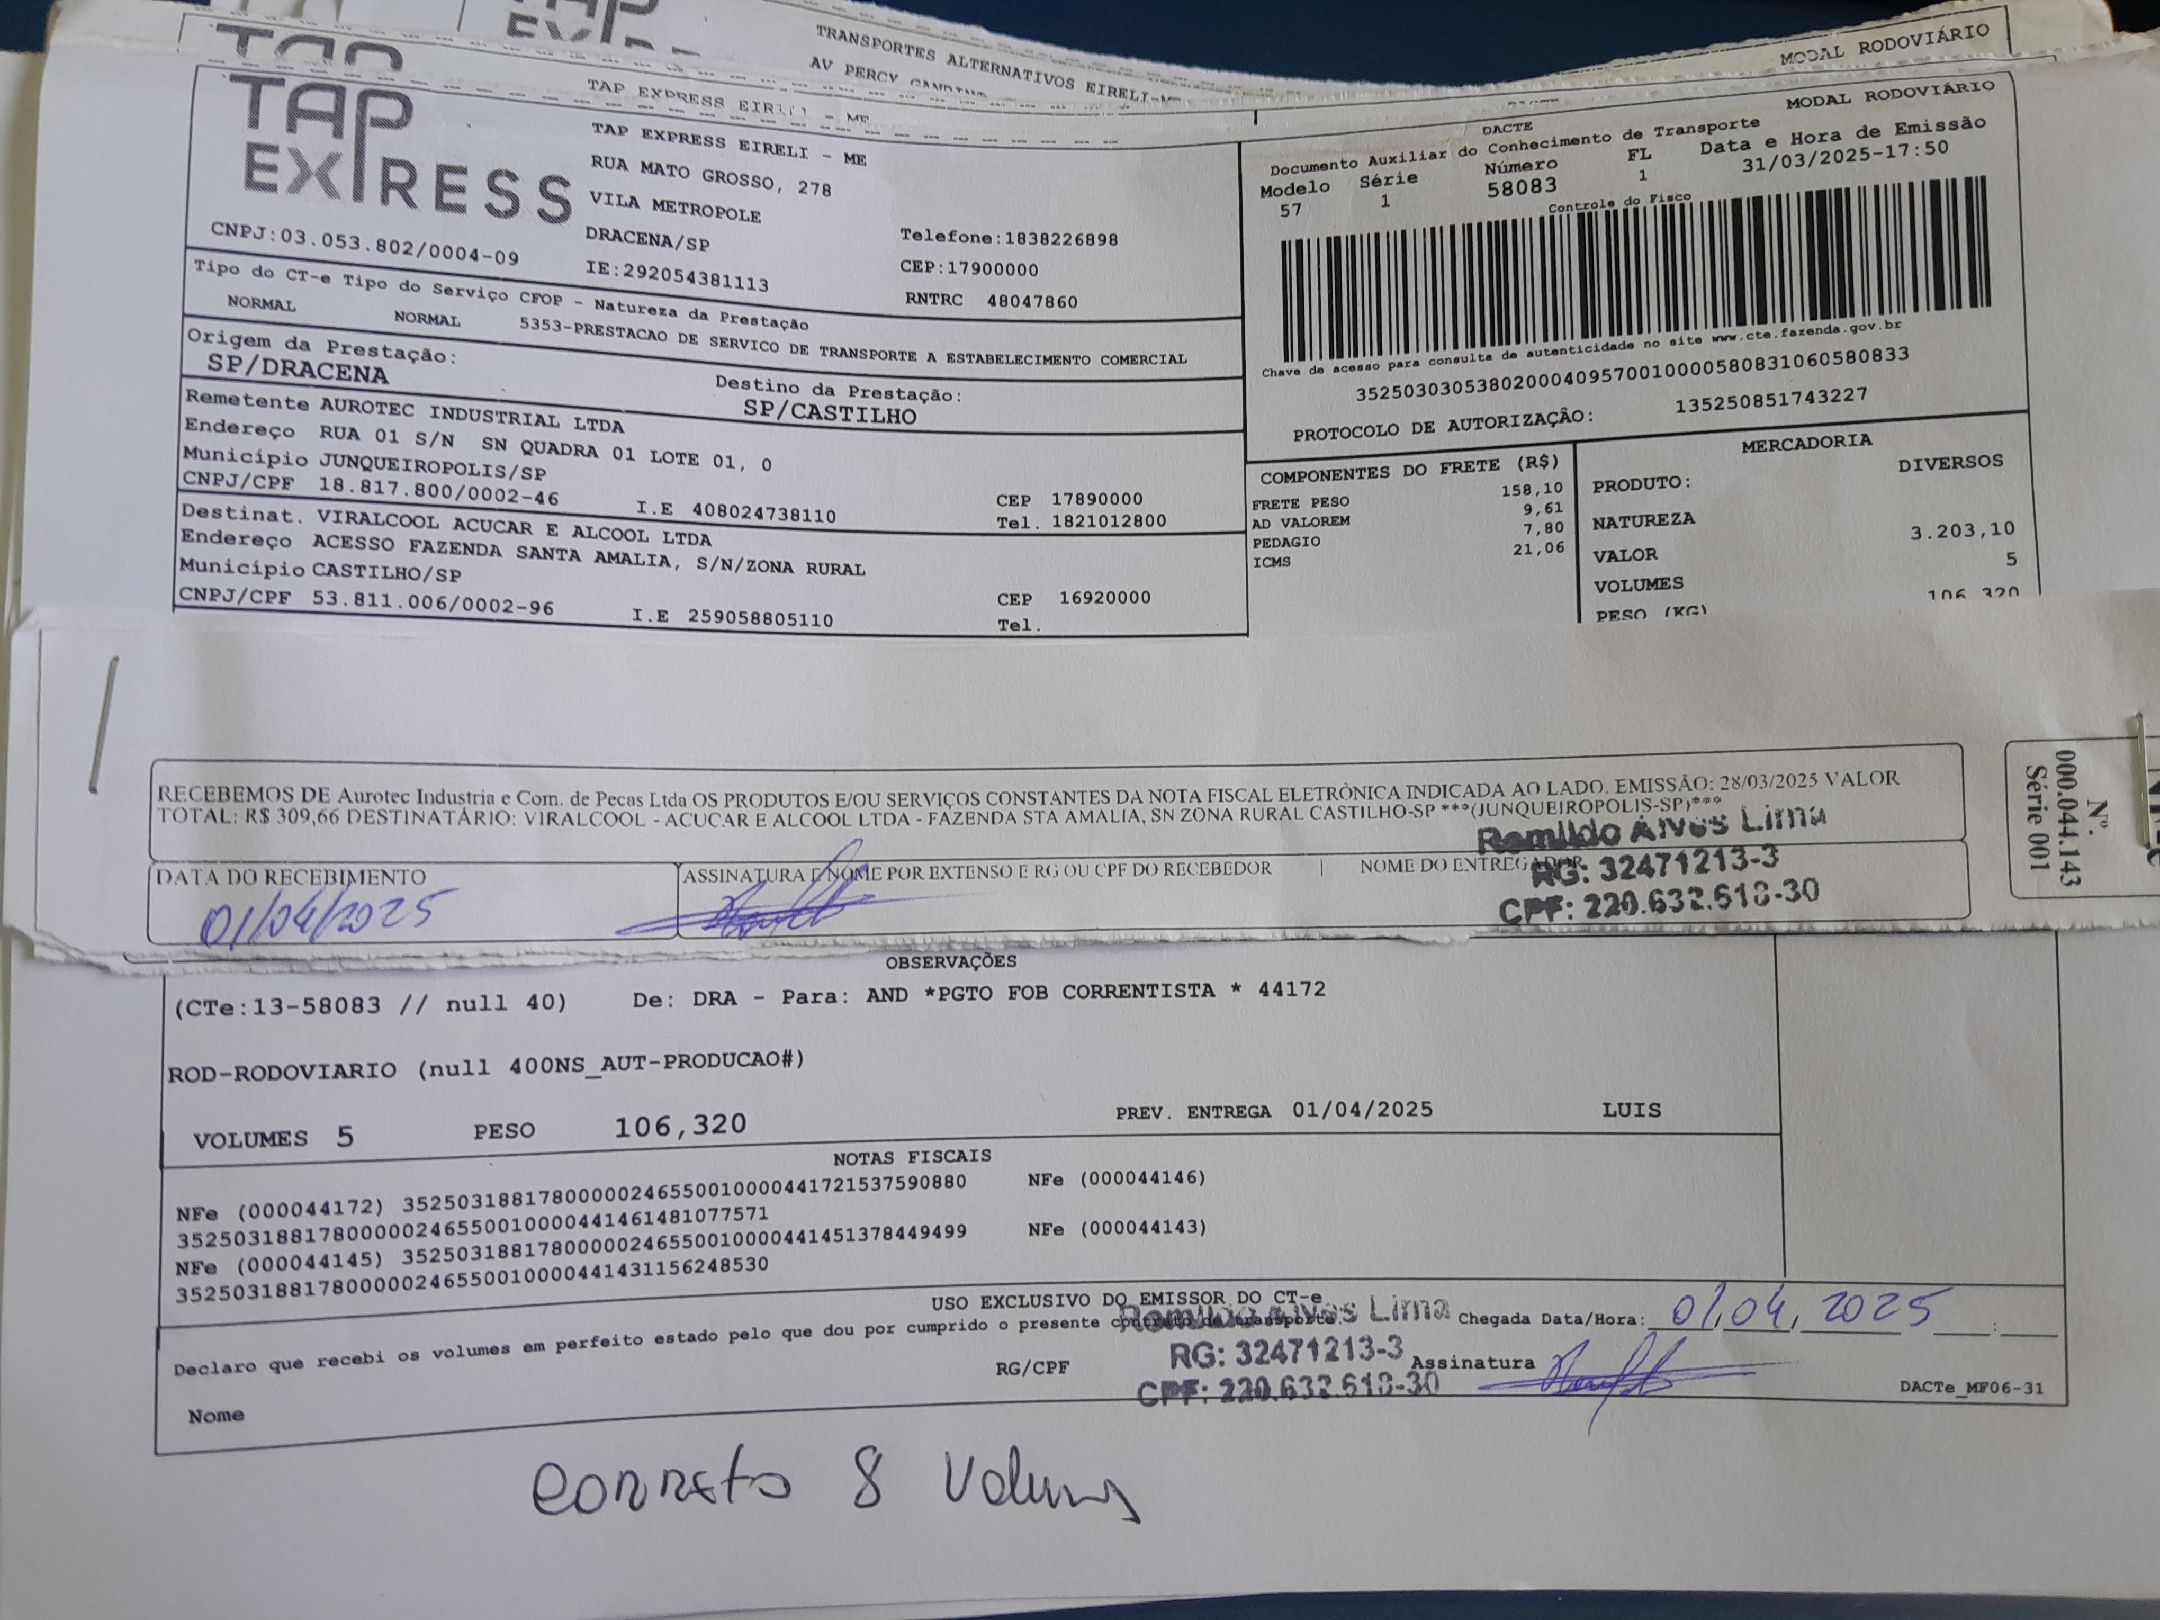 TRANSPORTES ALTERNATIVOS EIRELI-ME
MODAL RODOVIÁRIO
AV PERCY GANDINI
TAP EXPRESS EIRELI - ME
TAP
EXPRESS
TAP EXPRESS EIRELI - ME
RUA MATO GROSSO, 278
VILA METROPOLE
DRACENA/SP
Telefone:1838226898
CNPJ:03.053.802/0004-09
IE:292054381113
CEP:17900000
RNTRC 48047860
DACTE
MODAL RODOVIÁRIO
Documento Auxiliar do Conhecimento de Transporte
Modelo Série Número FL Data e Hora de Emissão
57 1 58083 1 31/03/2025-17:50
Controle do Fisco
Chave de acesso para consulta de autenticidade no site www.cte.fazenda.gov.br
35250303053802000409570010000580831060580833
PROTOCOLO DE AUTORIZAÇÃO: 135250851743227
Tipo do CT-e Tipo do Serviço CFOP - Natureza da Prestação
NORMAL NORMAL 5353-PRESTACAO DE SERVICO DE TRANSPORTE A ESTABELECIMENTO COMERCIAL
Origem da Prestação: Destino da Prestação:
SP/DRACENA SP/CASTILHO
Remetente AUROTEC INDUSTRIAL LTDA
Endereço RUA 01 S/N SN QUADRA 01 LOTE 01, 0
Município JUNQUEIROPOLIS/SP CEP 17890000
CNPJ/CPF 18.817.800/0002-46 I.E 408024738110 Tel. 1821012800
Destinat. VIRALCOOL ACUCAR E ALCOOL LTDA
Endereço ACESSO FAZENDA SANTA AMALIA, S/N/ZONA RURAL
Município CASTILHO/SP CEP 16920000
CNPJ/CPF 53.811.006/0002-96 I.E 259058805110 Tel.
COMPONENTES DO FRETE (R$)
FRETE PESO 158,10
AD VALOREM 9,61
PEDAGIO 7,80
ICMS 21,06
MERCADORIA
PRODUTO: DIVERSOS
NATUREZA
VALOR 3.203,10
VOLUMES 5
PESO (KG) 106,320
RECEBEMOS DE Aurotec Industria e Com. de Pecas Ltda OS PRODUTOS E/OU SERVIÇOS CONSTANTES DA NOTA FISCAL ELETRÔNICA INDICADA AO LADO. EMISSÃO: 28/03/2025 VALOR
TOTAL: R$ 309,66 DESTINATÁRIO: VIRALCOOL - ACUCAR E ALCOOL LTDA - FAZENDA STA AMALIA, SN ZONA RURAL CASTILHO-SP ***(JUNQUEIROPOLIS-SP)***
Romildo Alves Lima
RG: 32471213-3
CPF: 220.632.618-30
DATA DO RECEBIMENTO
01/04/2025
ASSINATURA E NOME POR EXTENSO E RG OU CPF DO RECEBEDOR | NOME DO ENTREGADOR
Nº.
000.044.143
Série 001
OBSERVAÇÕES
(CTe:13-58083 // null 40) De: DRA - Para: AND *PGTO FOB CORRENTISTA * 44172
ROD-RODOVIARIO (null 400NS_AUT-PRODUCAO#)
VOLUMES 5 PESO 106,320 PREV. ENTREGA 01/04/2025 LUIS
NOTAS FISCAIS
NFe (000044172) 35250318817800000246550010000441721537590880 NFe (000044146)
35250318817800000246550010000441461481077571
NFe (000044145) 35250318817800000246550010000441451378449499 NFe (000044143)
35250318817800000246550010000441431156248530
USO EXCLUSIVO DO EMISSOR DO CT-e
Declaro que recebi os volumes em perfeito estado pelo que dou por cumprido o presente contrato de transporte.
Romildo Alves Lima
RG: 32471213-3
CPF: 220.632.618-30
Chegada Data/Hora: 01,04,2025 :
RG/CPF
Assinatura
Nome
DACTe_MF06-31
Correto 8 Volumes